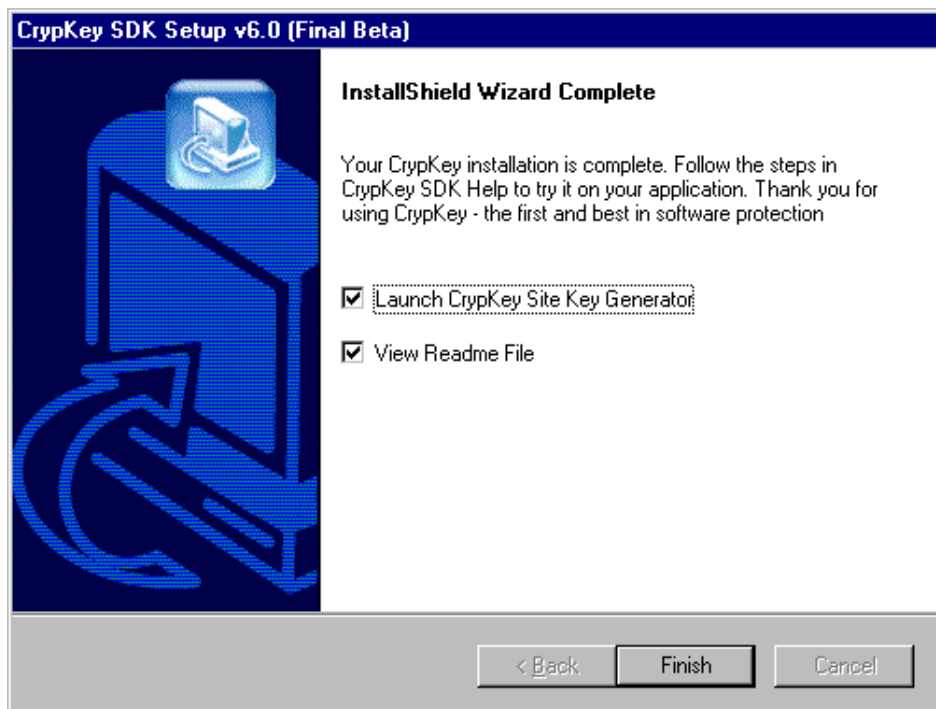 CrypKey SDK Setup v6.0 (Final Beta)
InstallShield Wizard Complete
Your CrypKey installation is complete. Follow the steps in
CrypKey SDK Help to try it on your application. Thank you for
using CrypKey - the first and best in software protection
Launch CrypKey Site Key Generator
View Readme File
< Back Finish Cancel